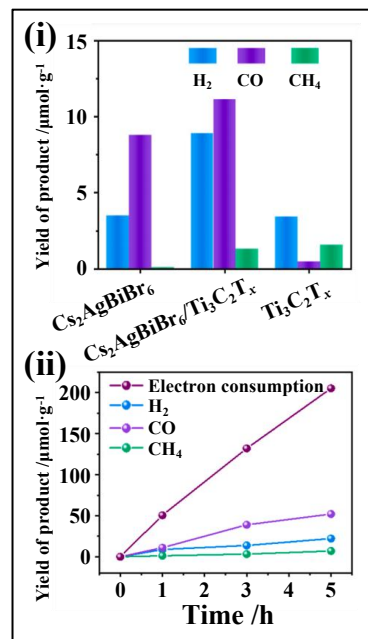 (i)
Yield of product /μmol·g⁻¹
15
10
5
0
H₂ CO CH₄
Cs₂AgBiBr₆
Cs₂AgBiBr₆/Ti₃C₂Tₓ
Ti₃C₂Tₓ
(ii)
Yield of product /μmol·g⁻¹
200
150
100
50
0
Electron consumption
H₂
CO
CH₄
0 1 2 3 4 5
Time /h